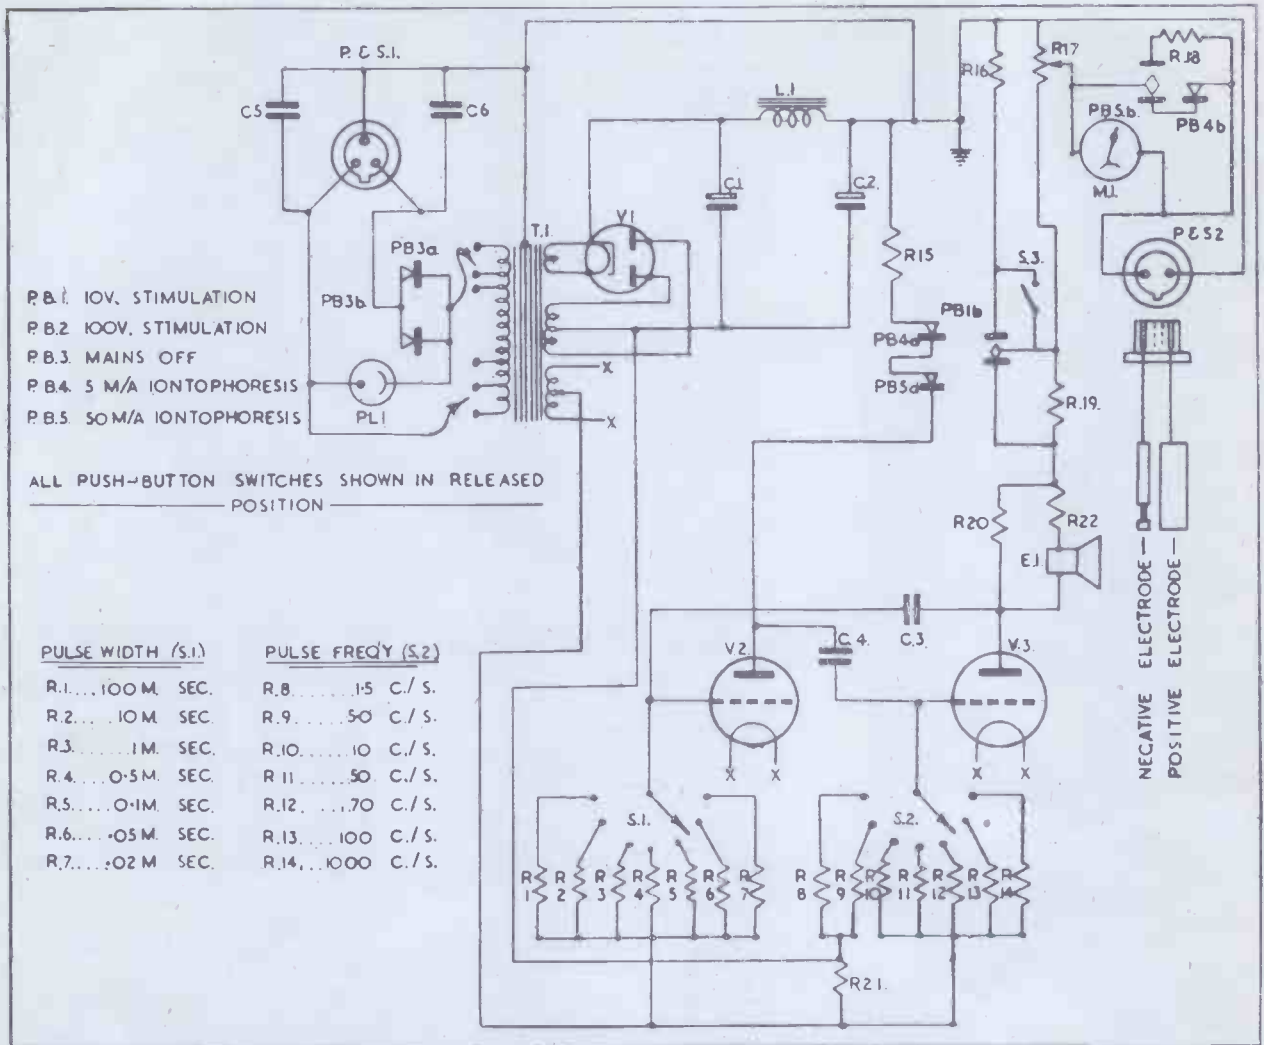 P. & S.1.
C5
C6
PB3a
PB3b
PL1
T.1.
V.1
L.1
C.1
C.2.
R15
R16
R17
R.18
PB5.b.
PB4b
M.1.
P & S2
S.3.
PB1b
PB4a
PB5a
R.19.
R20
R22
E.1.
X
X
P.B.1. 10V. STIMULATION
P.B.2 100V. STIMULATION
P.B.3. MAINS OFF
P.B.4. 5 M/A IONTOPHORESIS
P.B.5. 50 M/A IONTOPHORESIS
ALL PUSH-BUTTON SWITCHES SHOWN IN RELEASED
POSITION
NEGATIVE ELECTRODE
POSITIVE ELECTRODE
C.3.
C.4.
V.2.
V.3.
X X
X X
PULSE WIDTH (S.1.)
R.1....100 M. SEC.
R.2.....10 M. SEC.
R.3......1 M. SEC.
R.4...0·5 M. SEC.
R.5....0·1 M. SEC.
R.6....·05 M. SEC.
R.7....·02 M SEC.
PULSE FREQ'Y (S.2)
R.8.......1·5 C./S.
R.9......5·0 C./S.
R.10......10 C./S.
R 11......50 C./S.
R.12.....70 C./S.
R.13....100 C./S.
R.14...1000 C./S.
S.1.
S.2.
R 1
R 2
R 3
R 4
R 5
R 6
R 7
R 8
R 9
R 10
R 11
R 12
R 13
R 14
R21.